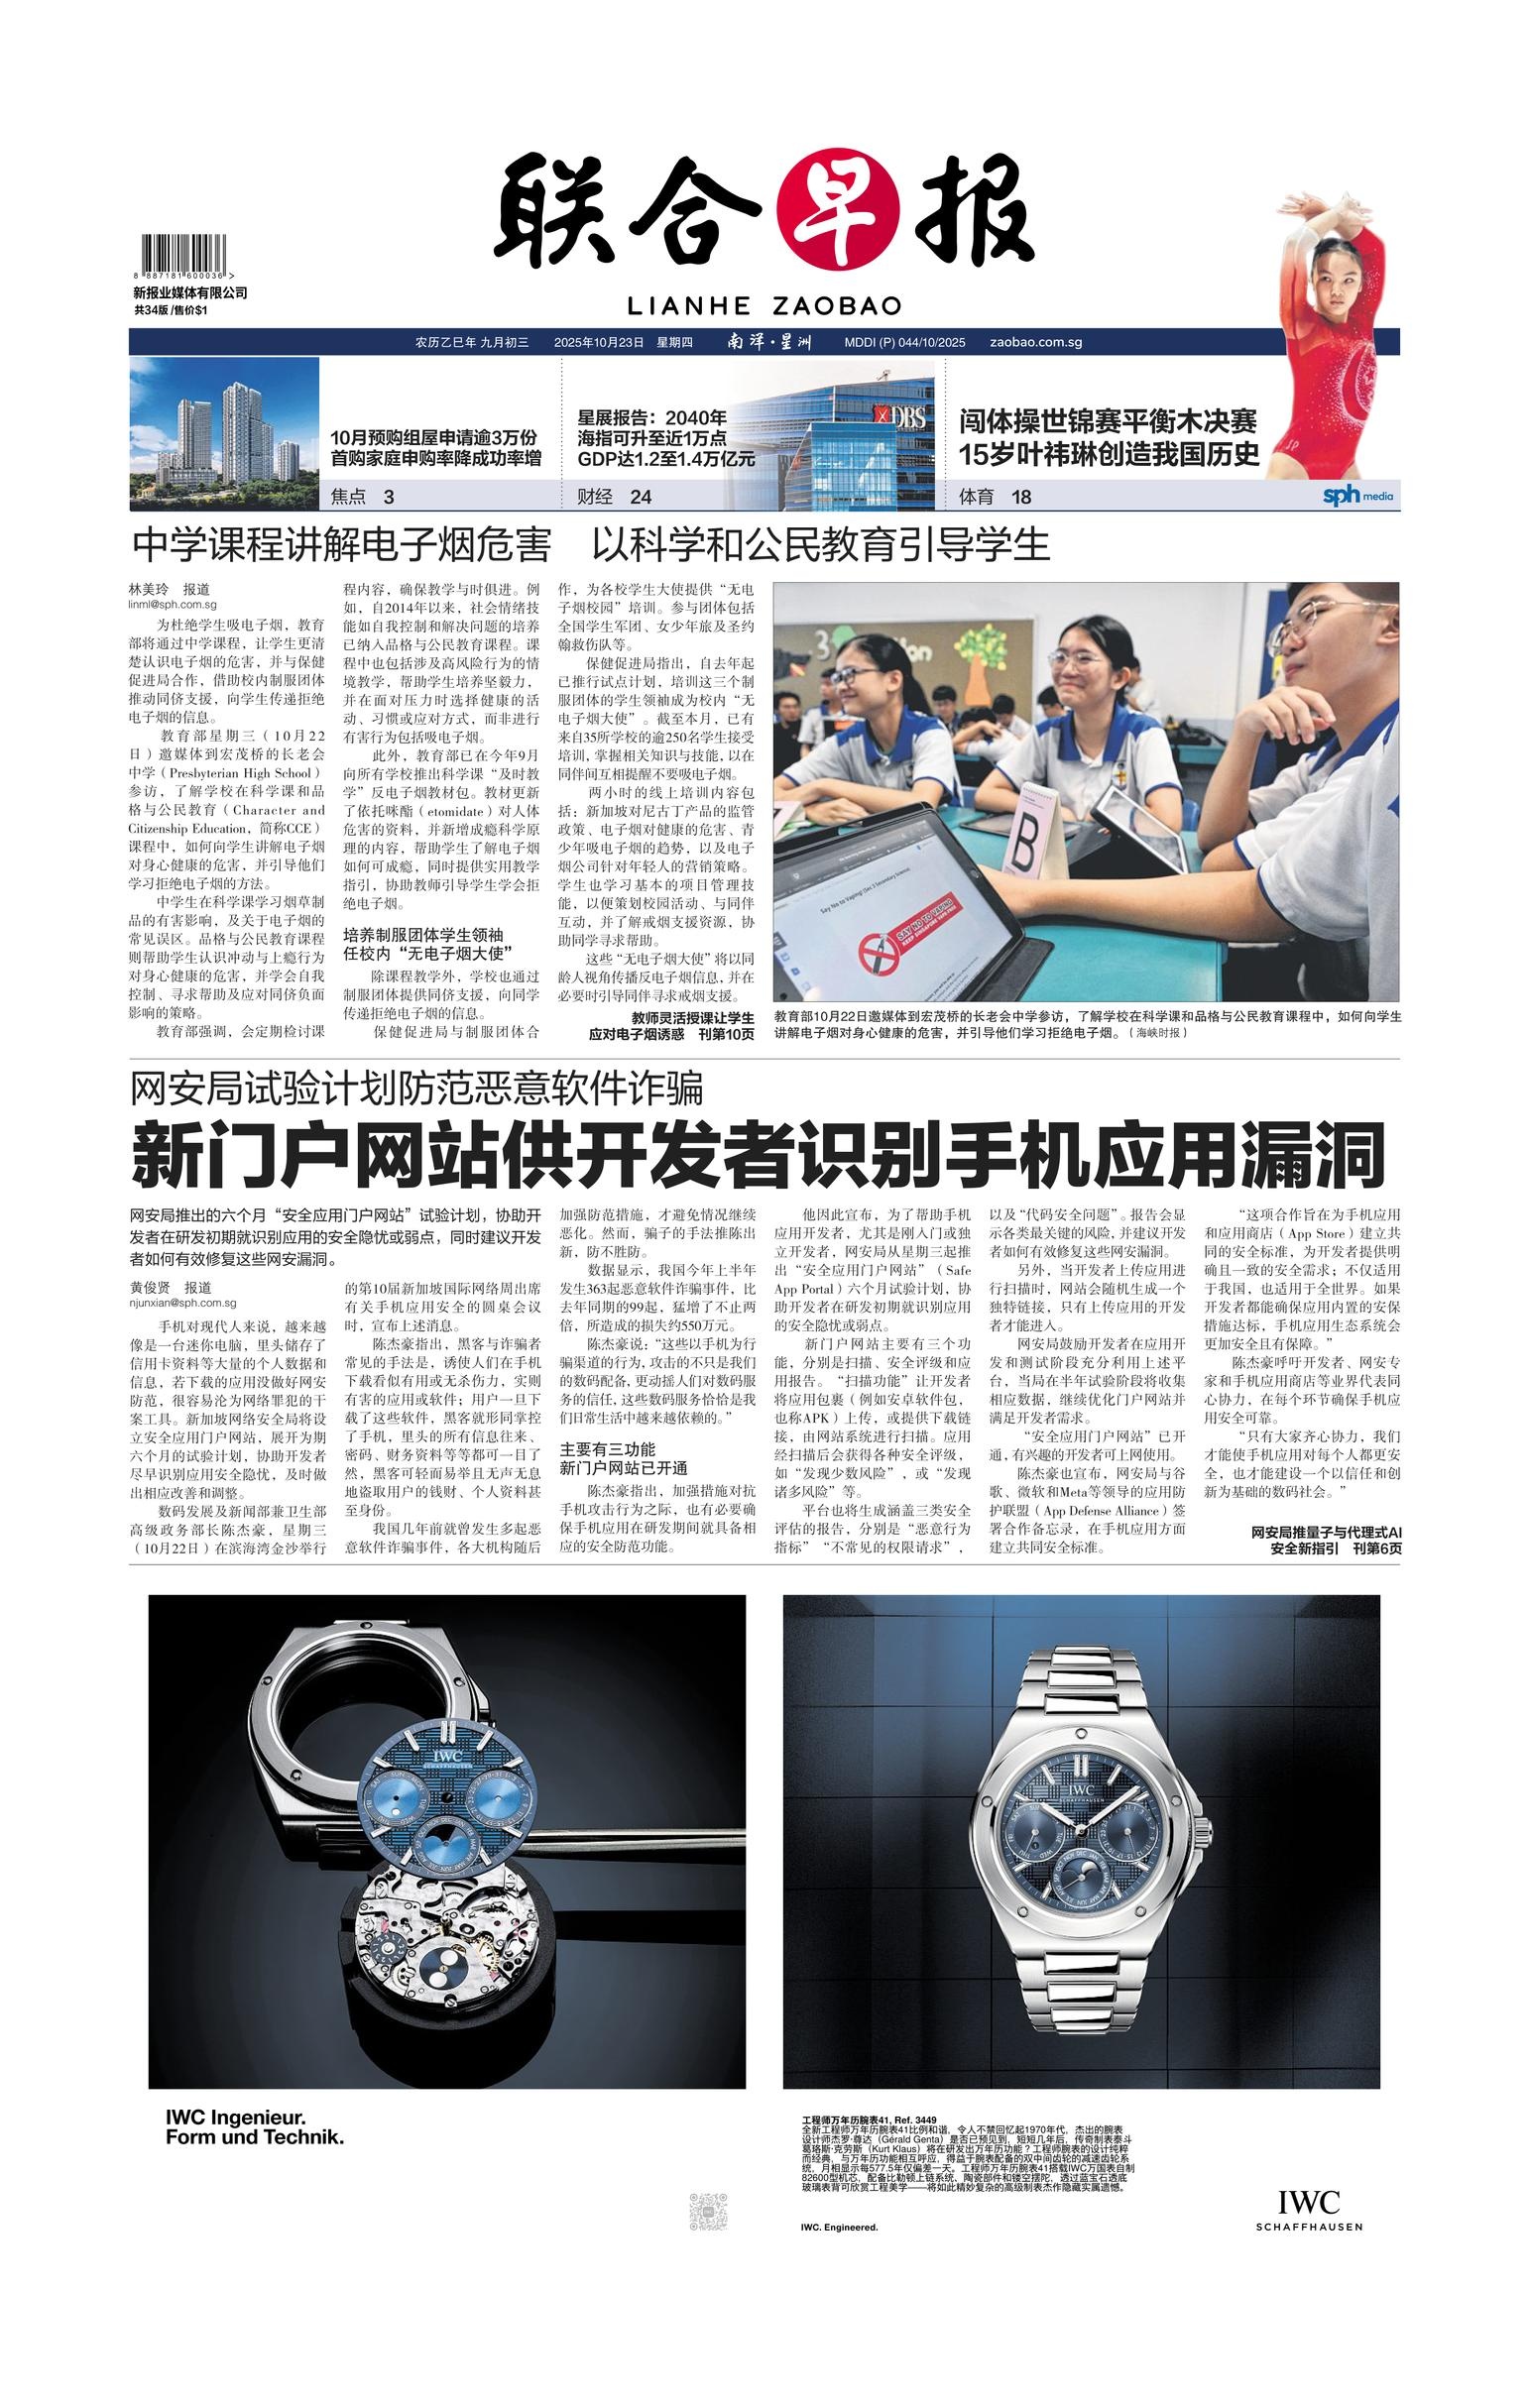 联合早报
LIANHE ZAOBAO
8 887181 600036 >
新报业媒体有限公司
共34版 /售价$1
农历乙巳年 九月初三 2025年10月23日 星期四 南洋·星洲 MDDI (P) 044/10/2025 zaobao.com.sg
10月预购组屋申请逾3万份
首购家庭申购率降成功率增
焦点 3
星展报告：2040年
海指可升至近1万点
GDP达1.2至1.4万亿元
DBS
财经 24
闯体操世锦赛平衡木决赛
15岁叶祎琳创造我国历史
体育 18
sph media
中学课程讲解电子烟危害 以科学和公民教育引导学生
林美玲 报道
linml@sph.com.sg
为杜绝学生吸电子烟，教育
部将通过中学课程，让学生更清
楚认识电子烟的危害，并与保健
促进局合作，借助校内制服团体
推动同侪支援，向学生传递拒绝
电子烟的信息。
教育部星期三（10月22
日）邀媒体到宏茂桥的长老会
中学（Presbyterian High School）
参访，了解学校在科学课和品
格与公民教育（Character and
Citizenship Education，简称CCE）
课程中，如何向学生讲解电子烟
对身心健康的危害，并引导他们
学习拒绝电子烟的方法。
中学生在科学课学习烟草制
品的有害影响，及关于电子烟的
常见误区。品格与公民教育课程
则帮助学生认识冲动与上瘾行为
对身心健康的危害，并学会自我
控制、寻求帮助及应对同侪负面
影响的策略。
教育部强调，会定期检讨课
程内容，确保教学与时俱进。例
如，自2014年以来，社会情绪技
能如自我控制和解决问题的培养
已纳入品格与公民教育课程。课
程中也包括涉及高风险行为的情
境教学，帮助学生培养坚毅力，
并在面对压力时选择健康的活
动、习惯或应对方式，而非进行
有害行为包括吸电子烟。
此外，教育部已在今年9月
向所有学校推出科学课“及时教
学”反电子烟教材包。教材更新
了依托咪酯（etomidate）对人体
危害的资料，并新增成瘾科学原
理的内容，帮助学生了解电子烟
如何可成瘾，同时提供实用教学
指引，协助教师引导学生学会拒
绝电子烟。
培养制服团体学生领袖
任校内“无电子烟大使”
除课程教学外，学校也通过
制服团体提供同侪支援，向同学
传递拒绝电子烟的信息。
保健促进局与制服团体合
作，为各校学生大使提供“无电
子烟校园”培训。参与团体包括
全国学生军团、女少年旅及圣约
翰救伤队等。
保健促进局指出，自去年起
已推行试点计划，培训这三个制
服团体的学生领袖成为校内“无
电子烟大使”。截至本月，已有
来自35所学校的逾250名学生接受
培训，掌握相关知识与技能，以在
同伴间互相提醒不要吸电子烟。
两小时的线上培训内容包
括：新加坡对尼古丁产品的监管
政策、电子烟对健康的危害、青
少年吸电子烟的趋势，以及电子
烟公司针对年轻人的营销策略。
学生也学习基本的项目管理技
能，以便策划校园活动、与同伴
互动，并了解戒烟支援资源，协
助同学寻求帮助。
这些“无电子烟大使”将以同
龄人视角传播反电子烟信息，并在
必要时引导同伴寻求戒烟支援。
教师灵活授课让学生
应对电子烟诱惑 刊第10页
B
Say No to Vaping! (Sec 3 Secondary Science)
SAY NO TO VAPING
KEEP SINGAPORE VAPE-FREE
教育部10月22日邀媒体到宏茂桥的长老会中学参访，了解学校在科学课和品格与公民教育课程中，如何向学生
讲解电子烟对身心健康的危害，并引导他们学习拒绝电子烟。（海峡时报）
网安局试验计划防范恶意软件诈骗
新门户网站供开发者识别手机应用漏洞
网安局推出的六个月“安全应用门户网站”试验计划，协助开
发者在研发初期就识别应用的安全隐忧或弱点，同时建议开发
者如何有效修复这些网安漏洞。
黄俊贤 报道
njunxian@sph.com.sg
手机对现代人来说，越来越
像是一台迷你电脑，里头储存了
信用卡资料等大量的个人数据和
信息，若下载的应用没做好网安
防范，很容易沦为网络罪犯的干
案工具。新加坡网络安全局将设
立安全应用门户网站，展开为期
六个月的试验计划，协助开发者
尽早识别应用安全隐忧，及时做
出相应改善和调整。
数码发展及新闻部兼卫生部
高级政务部长陈杰豪，星期三
（10月22日）在滨海湾金沙举行
的第10届新加坡国际网络周出席
有关手机应用安全的圆桌会议
时，宣布上述消息。
陈杰豪指出，黑客与诈骗者
常见的手法是，诱使人们在手机
下载看似有用或无杀伤力，实则
有害的应用或软件；用户一旦下
载了这些软件，黑客就形同掌控
了手机，里头的所有信息往来、
密码、财务资料等等都可一目了
然，黑客可轻而易举且无声无息
地盗取用户的钱财、个人资料甚
至身份。
我国几年前就曾发生多起恶
意软件诈骗事件，各大机构随后
加强防范措施，才避免情况继续
恶化。然而，骗子的手法推陈出
新，防不胜防。
数据显示，我国今年上半年
发生363起恶意软件诈骗事件，比
去年同期的99起，猛增了不止两
倍，所造成的损失约550万元。
陈杰豪说：“这些以手机为行
骗渠道的行为，攻击的不只是我们
的数码配备，更动摇人们对数码服
务的信任，这些数码服务恰恰是我
们日常生活中越来越依赖的。”
主要有三功能
新门户网站已开通
陈杰豪指出，加强措施对抗
手机攻击行为之际，也有必要确
保手机应用在研发期间就具备相
应的安全防范功能。
他因此宣布，为了帮助手机
应用开发者，尤其是刚入门或独
立开发者，网安局从星期三起推
出“安全应用门户网站”（Safe
App Portal）六个月试验计划，协
助开发者在研发初期就识别应用
的安全隐忧或弱点。
新门户网站主要有三个功
能，分别是扫描、安全评级和应
用报告。“扫描功能”让开发者
将应用包裹（例如安卓软件包，
也称APK）上传，或提供下载链
接，由网站系统进行扫描。应用
经扫描后会获得各种安全评级，
如“发现少数风险”，或“发现
诸多风险”等。
平台也将生成涵盖三类安全
评估的报告，分别是“恶意行为
指标”“不常见的权限请求”，
以及“代码安全问题”。报告会显
示各类最关键的风险，并建议开发
者如何有效修复这些网安漏洞。
另外，当开发者上传应用进
行扫描时，网站会随机生成一个
独特链接，只有上传应用的开发
者才能进入。
网安局鼓励开发者在应用开
发和测试阶段充分利用上述平
台，当局在半年试验阶段将收集
相应数据，继续优化门户网站并
满足开发者需求。
“安全应用门户网站”已开
通，有兴趣的开发者可上网使用。
陈杰豪也宣布，网安局与谷
歌、微软和Meta等领导的应用防
护联盟（App Defense Alliance）签
署合作备忘录，在手机应用方面
建立共同安全标准。
“这项合作旨在为手机应用
和应用商店（App Store）建立共
同的安全标准，为开发者提供明
确且一致的安全需求；不仅适用
于我国，也适用于全世界。如果
开发者都能确保应用内置的安保
措施达标，手机应用生态系统会
更加安全且有保障。”
陈杰豪呼吁开发者、网安专
家和手机应用商店等业界代表同
心协力，在每个环节确保手机应
用安全可靠。
“只有大家齐心协力，我们
才能使手机应用对每个人都更安
全，也才能建设一个以信任和创
新为基础的数码社会。”
网安局推量子与代理式AI
安全新指引 刊第6页
IWC
SCHAFFHAUSEN
IWC
SCHAFFHAUSEN
IWC Ingenieur.
Form und Technik.
工程师万年历腕表41, Ref. 3449
全新工程师万年历腕表41比例和谐，令人不禁回忆起1970年代，杰出的腕表
设计师杰罗·尊达（Gérald Genta）是否已预见到，短短几年后，传奇制表泰斗
葛珞斯·克劳斯（Kurt Klaus）将在研发出万年历功能？工程师腕表的设计纯粹
而经典，与万年历功能相互呼应，得益于腕表配备的双中间齿轮的减速齿轮系
统，月相显示每577.5年仅偏差一天。工程师万年历腕表41搭载IWC万国表自制
82600型机芯，配备比勒顿上链系统、陶瓷部件和镂空摆陀，透过蓝宝石透底
玻璃表背可欣赏工程美学——将如此精妙复杂的高级制表杰作隐藏实属遗憾。
IWC. Engineered.
IWC
SCHAFFHAUSEN